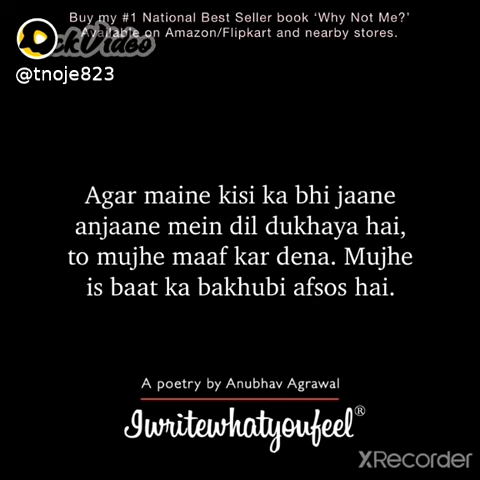 Buy my #1 National Best Seller book ‘Why Not Me?’
Available on Amazon/Flipkart and nearby stores.
@tnoje823
Agar maine kisi ka bhi jaane
anjaane mein dil dukhaya hai,
to mujhe maaf kar dena. Mujhe
is baat ka bakhubi afsos hai.
A poetry by Anubhav Agrawal
Iwritewhatyoufeel®
XRecorder